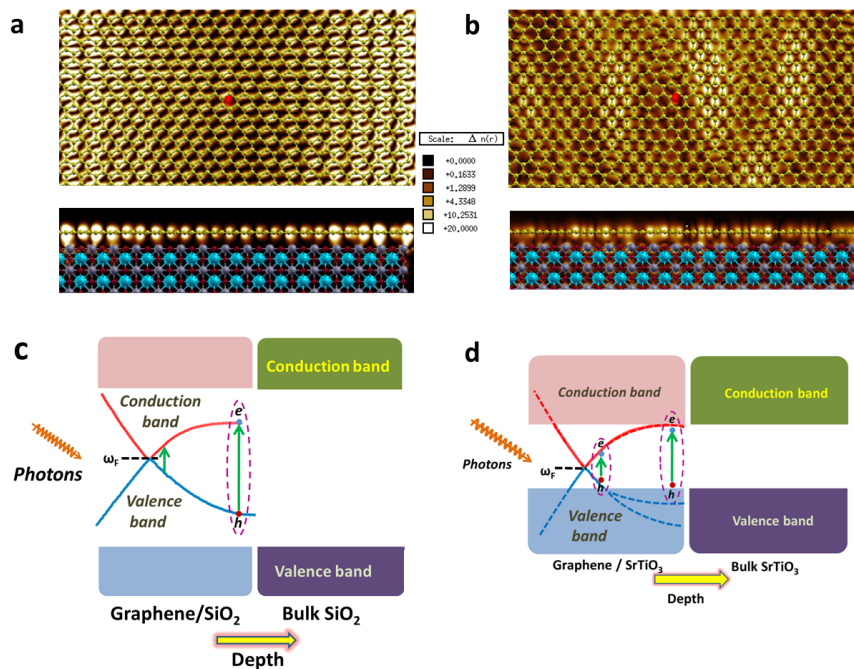 a
b
Scale: Δ n(r)
+0.0000
+0.1633
+1.2899
+4.3348
+10.2531
+20.0000
c
Conduction band
Conduction
band
e
Photons
ω_F
Valence
band
h
Valence band
Graphene/SiO₂ Bulk SiO₂
Depth
d
Conduction band Conduction band
e
e
Photons
ω_F
h
h
Valence
band
Valence band
Graphene / SrTiO₃ Bulk SrTiO₃
Depth